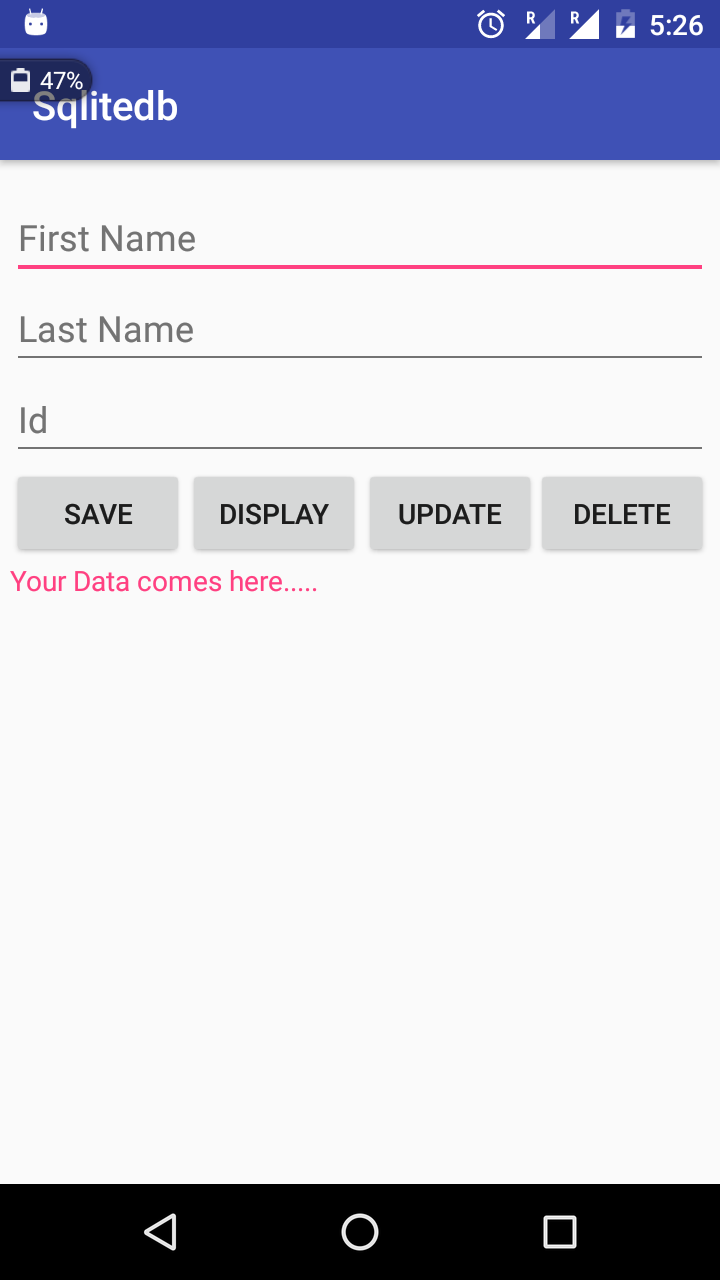 R R 5:26
47%
Sqlitedb
First Name
Last Name
Id
SAVE DISPLAY UPDATE DELETE
Your Data comes here.....